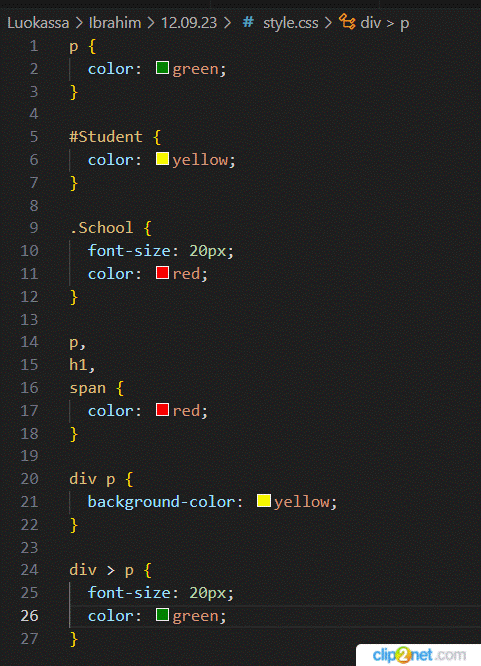 Luokassa > Ibrahim > 12.09.23 > # style.css > div > p
1 p {
2   color: green;
3 }
4
5 #Student {
6   color: yellow;
7 }
8
9 .School {
10   font-size: 20px;
11   color: red;
12 }
13
14 p,
15 h1,
16 span {
17   color: red;
18 }
19
20 div p {
21   background-color: yellow;
22 }
23
24 div > p {
25   font-size: 20px;
26   color: green;
27 }
clip2net.com